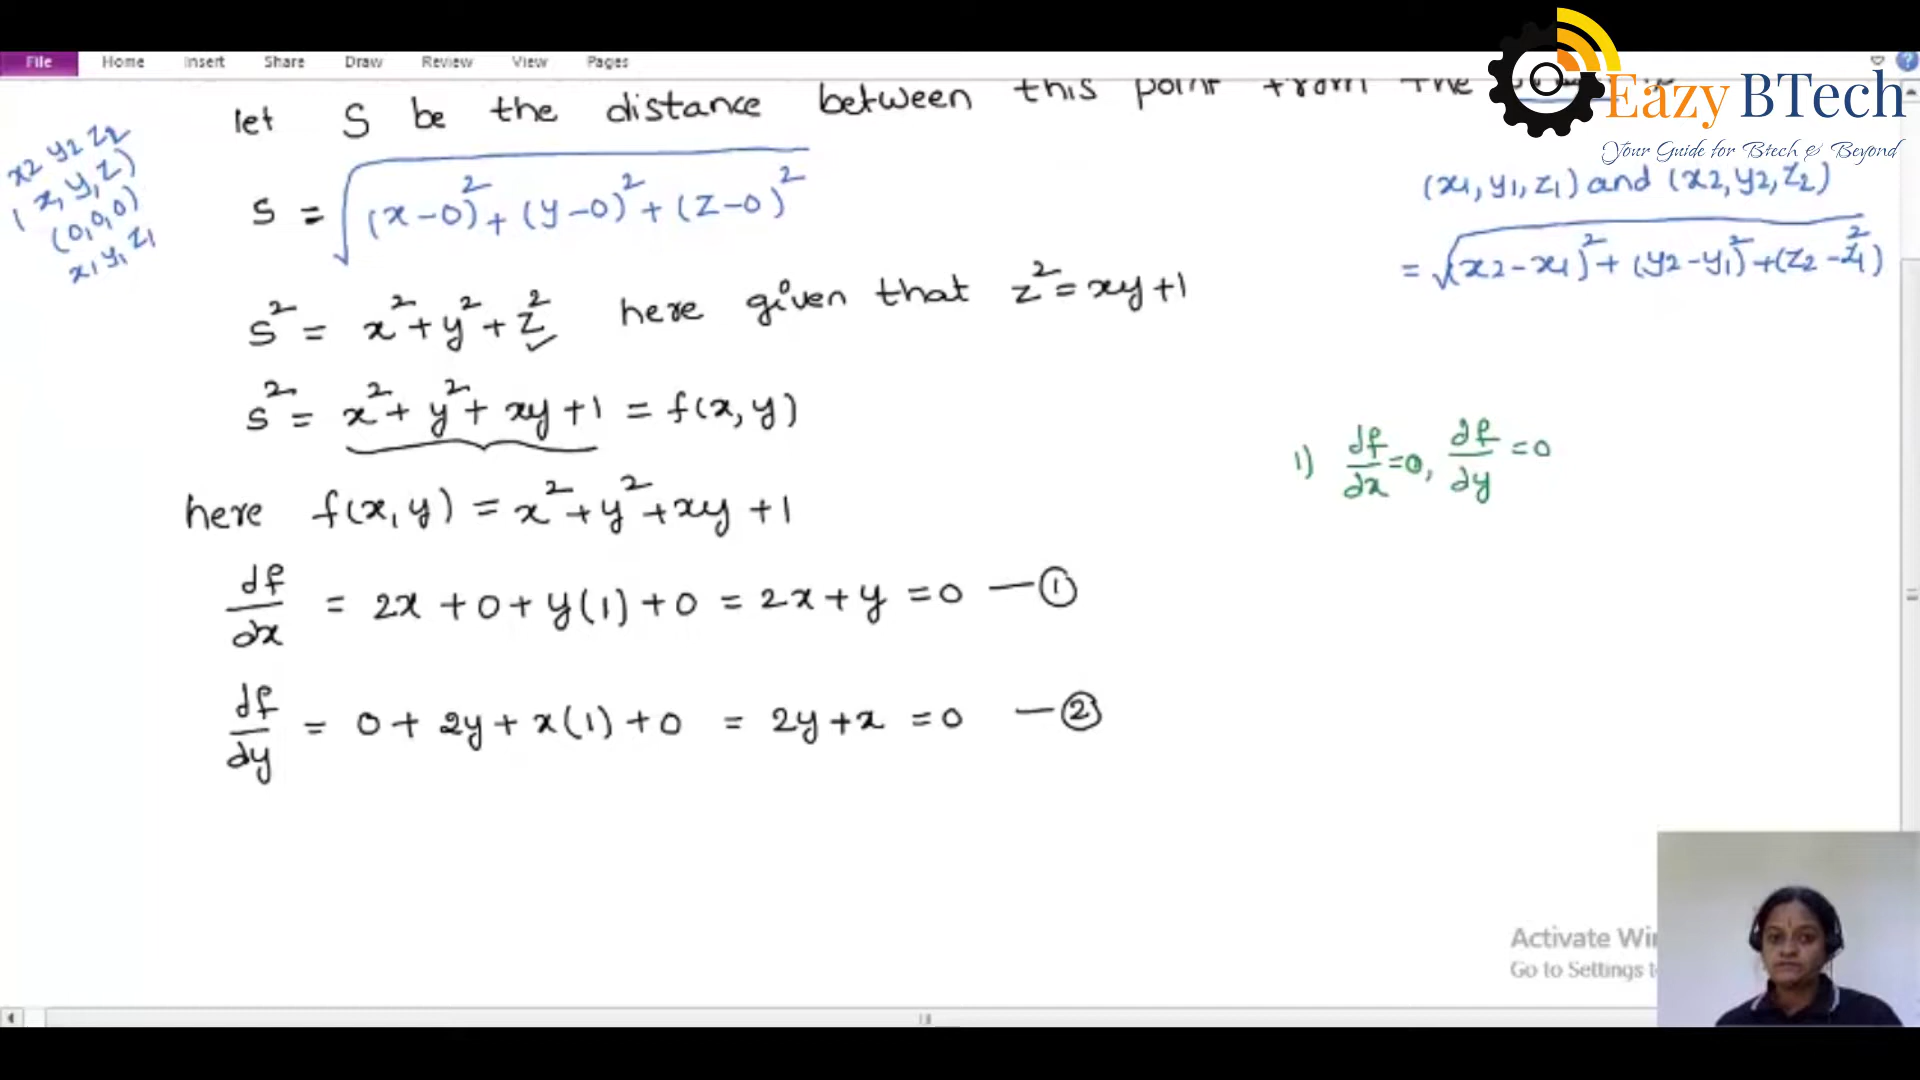 File Home Insert Share Draw Review View Pages
Eazy BTech
Your Guide for Btech & Beyond
let S be the distance between this point from the
x2 y2 z2
(x, y, z)
(0,0,0)
x1 y1 z1
S = √(x-0)²+(y-0)²+(z-0)²
(x1, y1, z1) and (x2, y2, z2)
= √(x2-x1)²+(y2-y1)²+(z2-z1)²
S² = x²+y²+z² here given that z²=xy+1
S² = x²+y²+xy+1 = f(x,y)
1) ∂f/∂x=0, ∂f/∂y=0
here f(x,y) = x²+y²+xy+1
∂f/∂x = 2x+0+y(1)+0 = 2x+y=0 —①
∂f/∂y = 0+2y+x(1)+0 = 2y+x=0 —②
Activate Wi
Go to Settings t